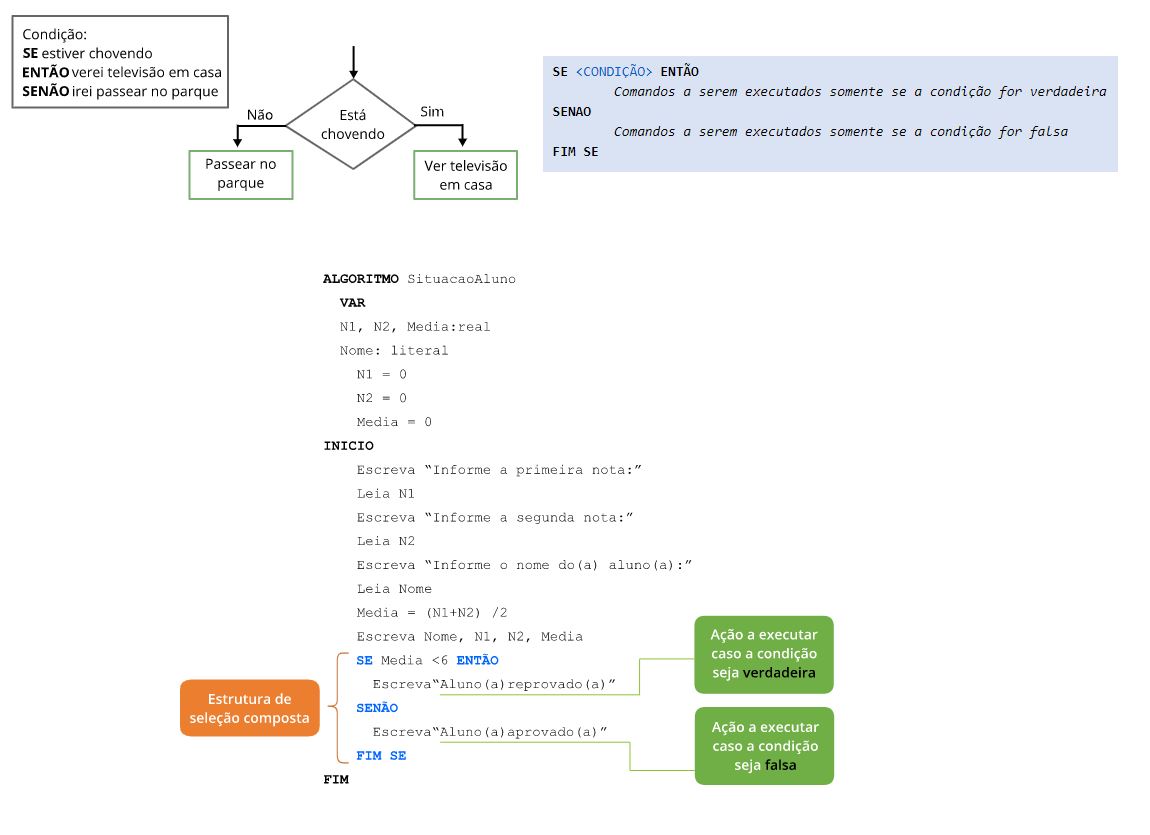 Condição:
SE estiver chovendo
ENTÃO verei televisão em casa
SENÃO irei passear no parque
Não
Está
chovendo
Sim
Passear no
parque
Ver televisão
em casa
SE <CONDIÇÃO> ENTÃO
Comandos a serem executados somente se a condição for verdadeira
SENAO
Comandos a serem executados somente se a condição for falsa
FIM SE
ALGORITMO SituacaoAluno
VAR
N1, N2, Media:real
Nome: literal
N1 = 0
N2 = 0
Media = 0
INICIO
Escreva “Informe a primeira nota:”
Leia N1
Escreva “Informe a segunda nota:”
Leia N2
Escreva “Informe o nome do(a) aluno(a):”
Leia Nome
Media = (N1+N2) /2
Escreva Nome, N1, N2, Media
SE Media <6 ENTÃO
Escreva“Aluno(a)reprovado(a)”
SENÃO
Escreva“Aluno(a)aprovado(a)”
FIM SE
FIM
Estrutura de
seleção composta
Ação a executar
caso a condição
seja verdadeira
Ação a executar
caso a condição
seja falsa